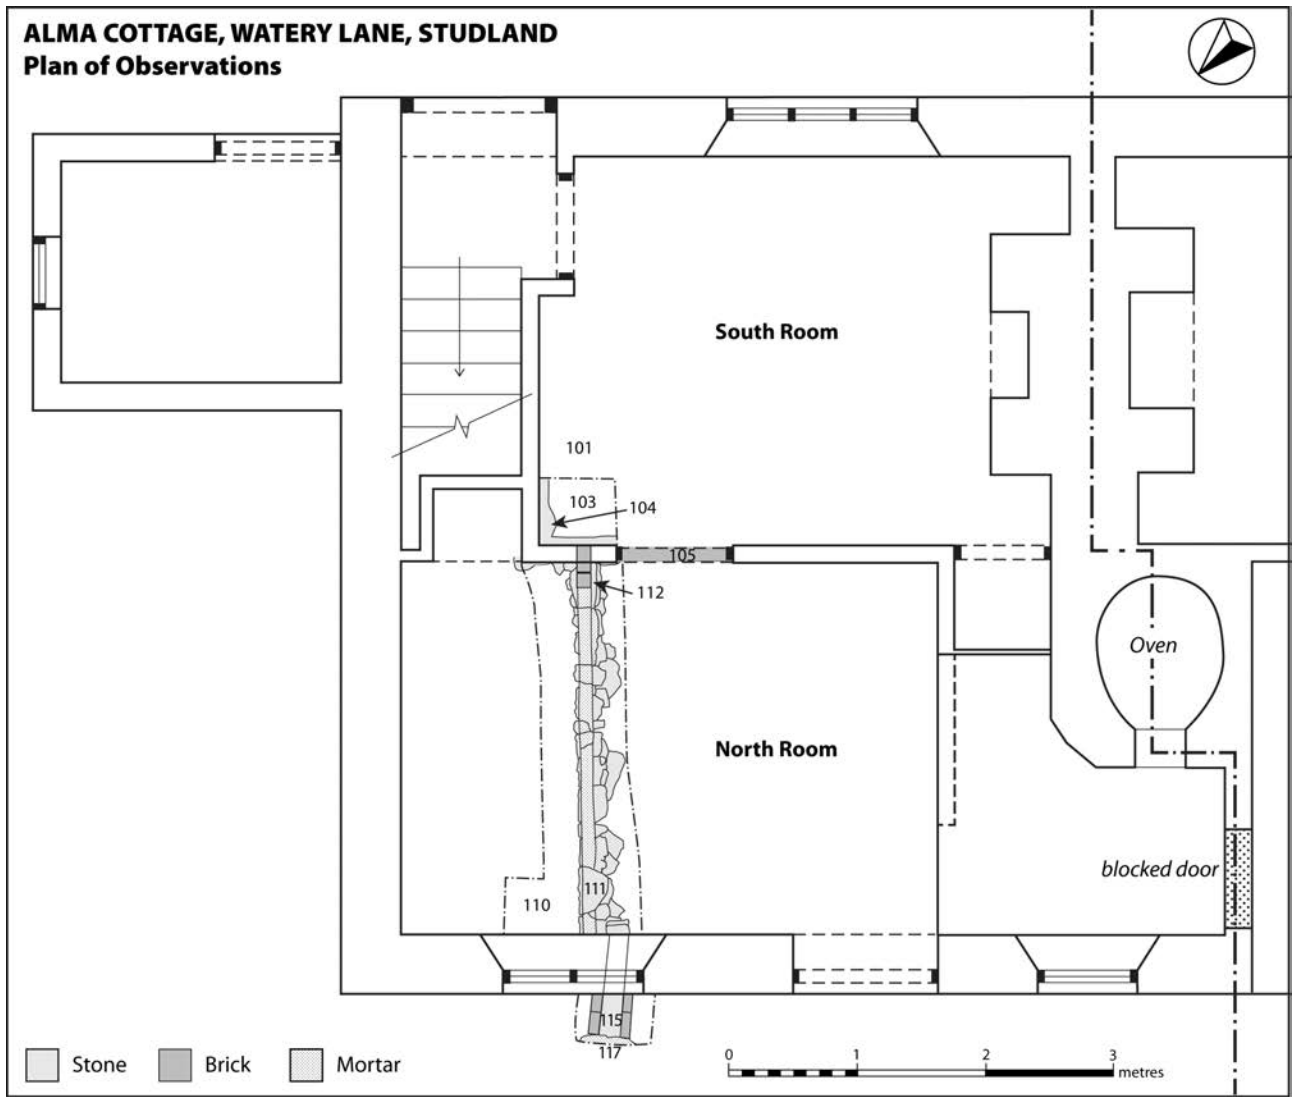 ALMA COTTAGE, WATERY LANE, STUDLAND
Plan of Observations
South Room
101
103
104
105
112
Oven
North Room
111
110
blocked door
115
117
Stone
Brick
Mortar
0 1 2 3
metres